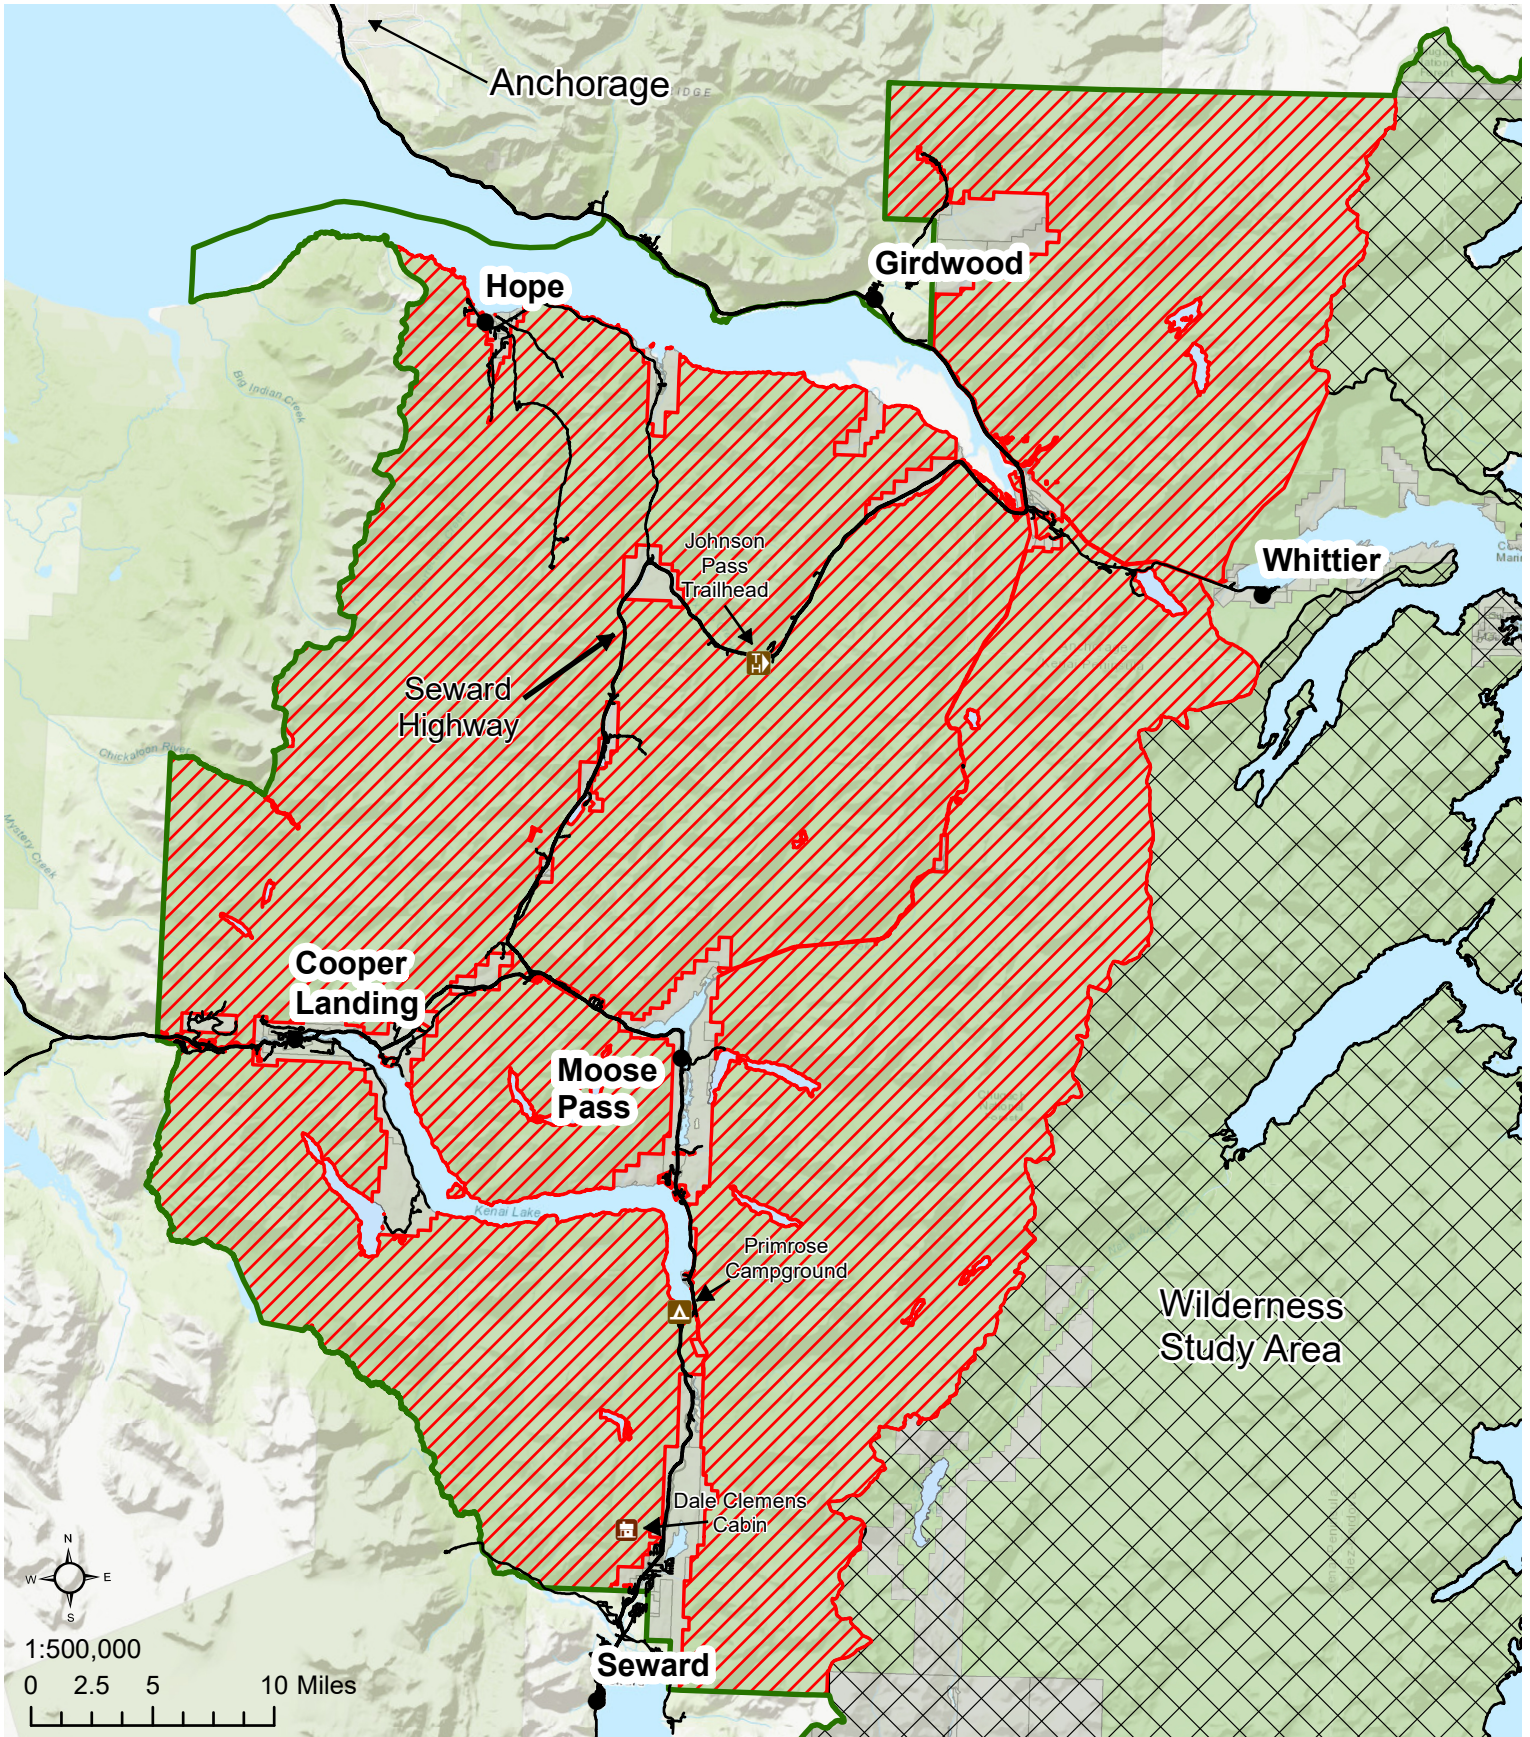 Anchorage
IDGE
Girdwood
Hope
Big Indian Creek
Johnson
Pass
Trailhead
Whittier
TH
Seward
Highway
Chickaloon River
Mystery Creek
Cooper
Landing
Moose
Pass
Kenai Lake
Primrose
Campground
Wilderness
Study Area
Dale Clemens
Cabin
N
W
E
S
1:500,000
0 2.5 5 10 Miles
Seward